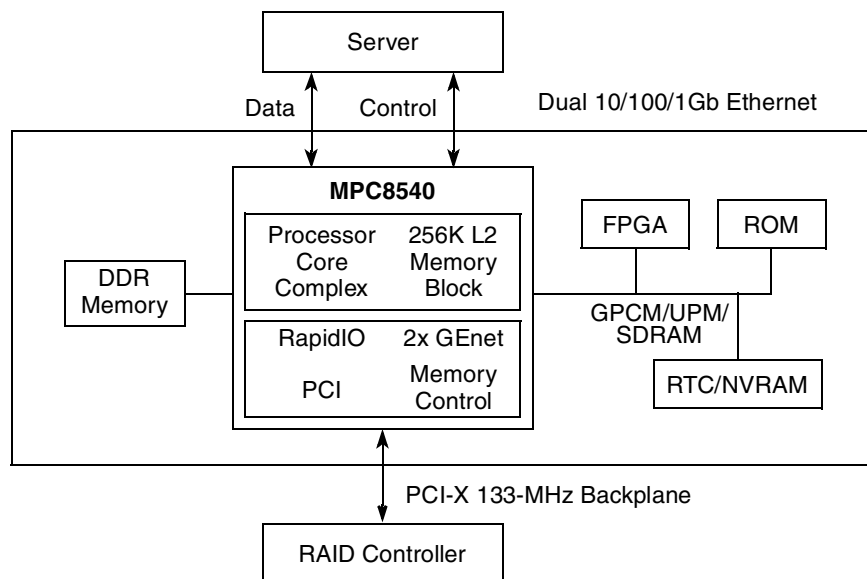 Server
Data
Control
Dual 10/100/1Gb Ethernet
MPC8540
Processor
Core
Complex
256K L2
Memory
Block
RapidIO
2x GEnet
PCI
Memory
Control
DDR
Memory
FPGA
ROM
GPCM/UPM/
SDRAM
RTC/NVRAM
PCI-X 133-MHz Backplane
RAID Controller